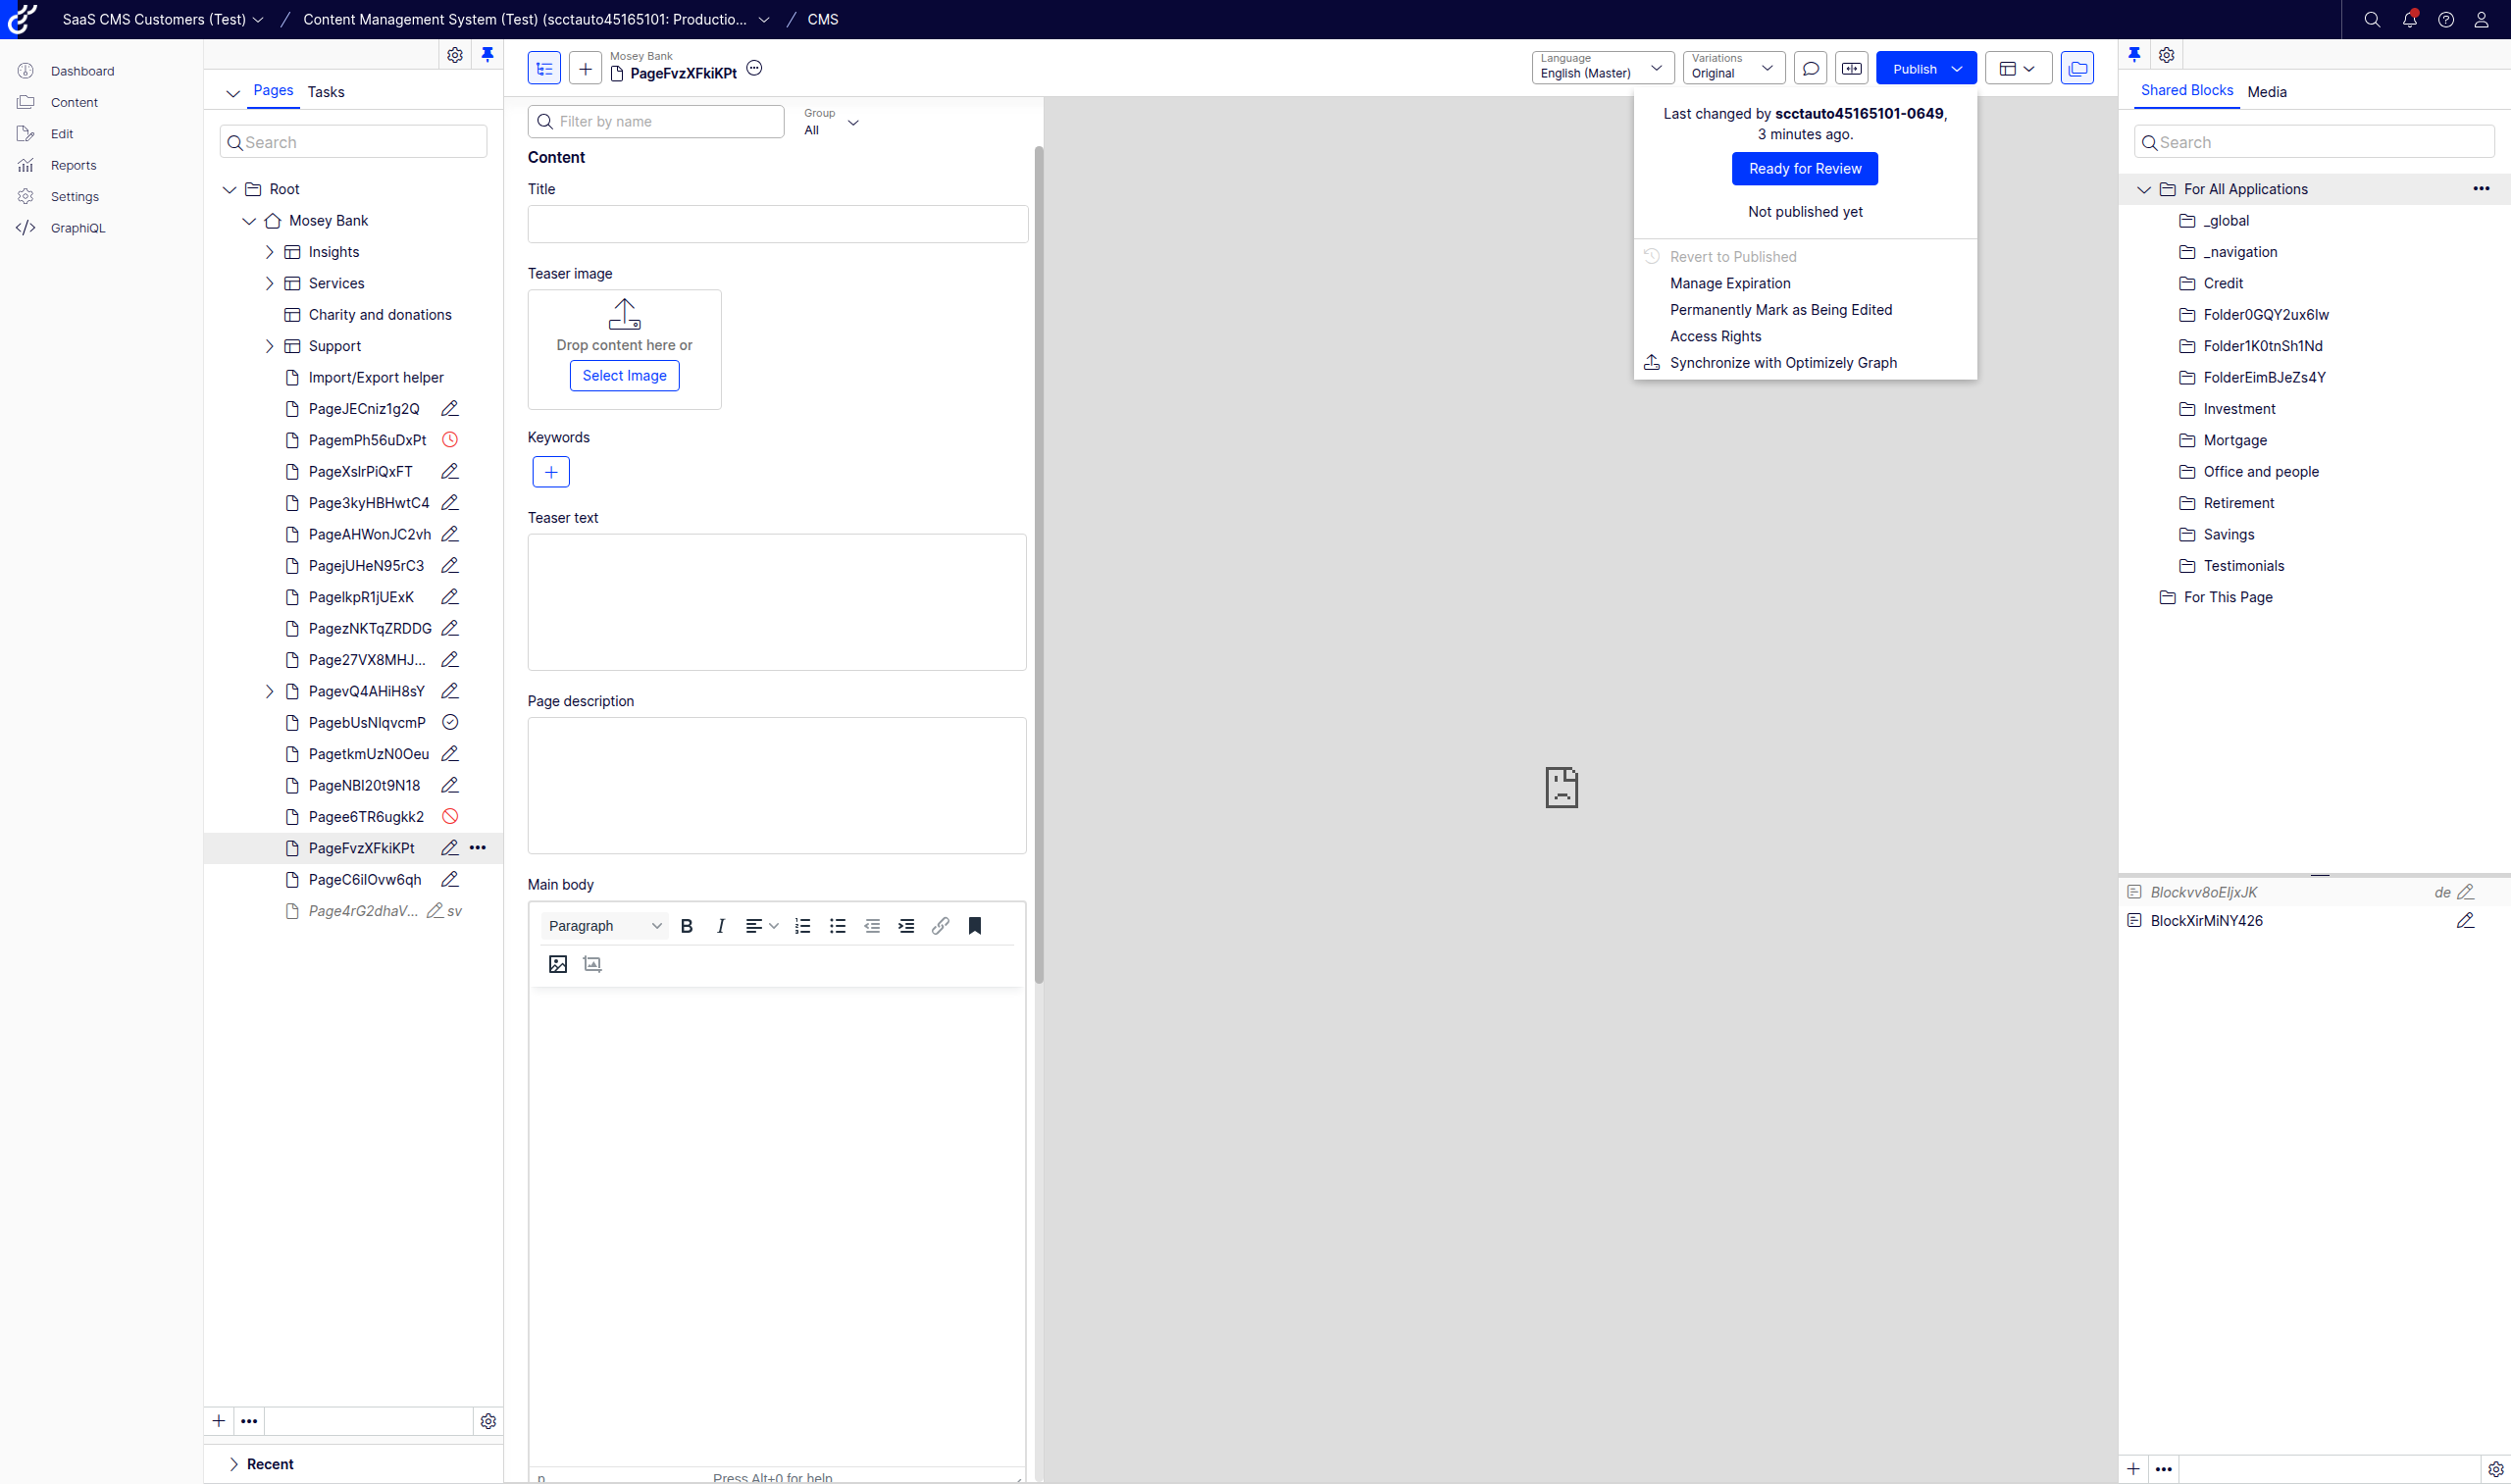 SaaS CMS Customers (Test)
Content Management System (Test) (scctauto45165101: Productio...
CMS
Dashboard
Content
Edit
Reports
Settings
GraphiQL
Pages
Tasks
Search
Root
Mosey Bank
Insights
Services
Charity and donations
Support
Import/Export helper
PageJECniz1g2Q
PagemPh56uDxPt
PageXslrPiQxFT
Page3kyHBHwtC4
PageAHWonJC2vh
PagejUHeN95rC3
PageIkpR1jUExK
PagezNKTqZRDDG
Page27VX8MHJ...
PagevQ4AHiH8sY
PagebUsNIqvcmP
PagetkmUzN0Oeu
PageNBI20t9N18
Pagee6TR6ugkk2
PageFvzXFkiKPt
PageC6ilOvw6qh
Page4rG2dhaV...
sv
Recent
Mosey Bank
PageFvzXFkiKPt
Language
English (Master)
Variations
Original
Publish
Filter by name
Group
All
Content
Title
Teaser image
Drop content here or
Select Image
Keywords
Teaser text
Page description
Main body
Paragraph
B
I
p
Press Alt+0 for help
Last changed by scctauto45165101-0649,
3 minutes ago.
Ready for Review
Not published yet
Revert to Published
Manage Expiration
Permanently Mark as Being Edited
Access Rights
Synchronize with Optimizely Graph
Shared Blocks
Media
Search
For All Applications
_global
_navigation
Credit
Folder0GQY2ux6lw
Folder1K0tnSh1Nd
FolderEimBJeZs4Y
Investment
Mortgage
Office and people
Retirement
Savings
Testimonials
For This Page
Blockvv8oEljxJK
de
BlockXirMiNY426